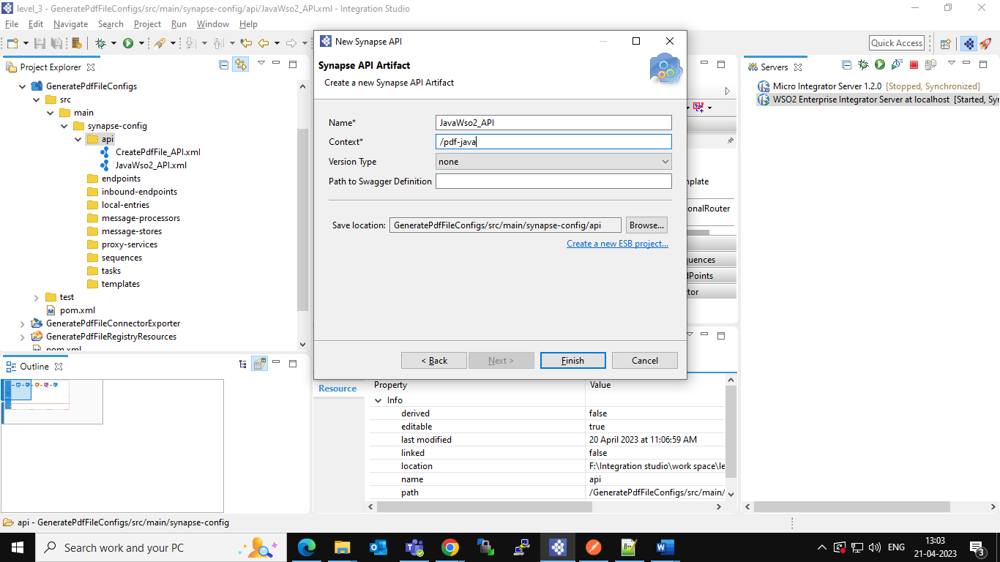 level_3 - GeneratePdfFileConfigs/src/main/synapse-config/api/JavaWso2_API.xml - Integration Studio
File Edit Navigate Search Project Run Window Help
Quick Access
Project Explorer
GeneratePdfFileConfigs
src
main
synapse-config
api
CreatePdfFile_API.xml
JavaWso2_API.xml
endpoints
inbound-endpoints
local-entries
message-processors
message-stores
proxy-services
sequences
tasks
templates
test
pom.xml
GeneratePdfFileConnectorExporter
GeneratePdfFileRegistryResources
pom.xml
Outline
New Synapse API
Synapse API Artifact
Create a new Synapse API Artifact
Name* JavaWso2_API
Context* /pdf-java
Version Type none
Path to Swagger Definition
Save location: GeneratePdfFileConfigs/src/main/synapse-config/api Browse...
Create a new ESB project...
< Back Next > Finish Cancel
mplate
onalRouter
quences
dPoints
tor
Servers
Micro Integrator Server 1.2.0 [Stopped, Synchronized]
WSO2 Enterprise Integrator Server at localhost [Started, Syn
Resource
Property Value
Info
derived false
editable true
last modified 20 April 2023 at 11:06:59 AM
linked false
location F:\Integration studio\work space\le
name api
path /GeneratePdfFileConfigs/src/main/
api - GeneratePdfFileConfigs/src/main/synapse-config
Search work and your PC
ENG
13:03
21-04-2023
3